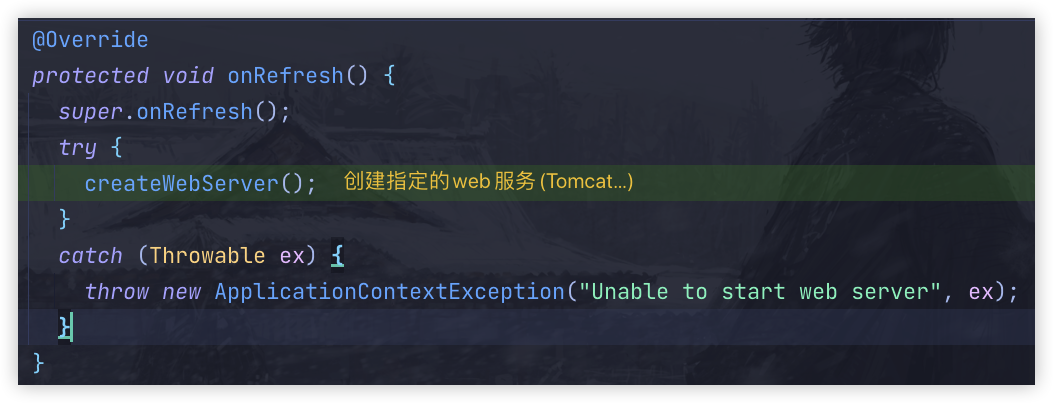 @Override
protected void onRefresh() {
super.onRefresh();
try {
createWebServer(); 创建指定的web服务(Tomcat...)
}
catch (Throwable ex) {
throw new ApplicationContextException("Unable to start web server", ex);
}
}